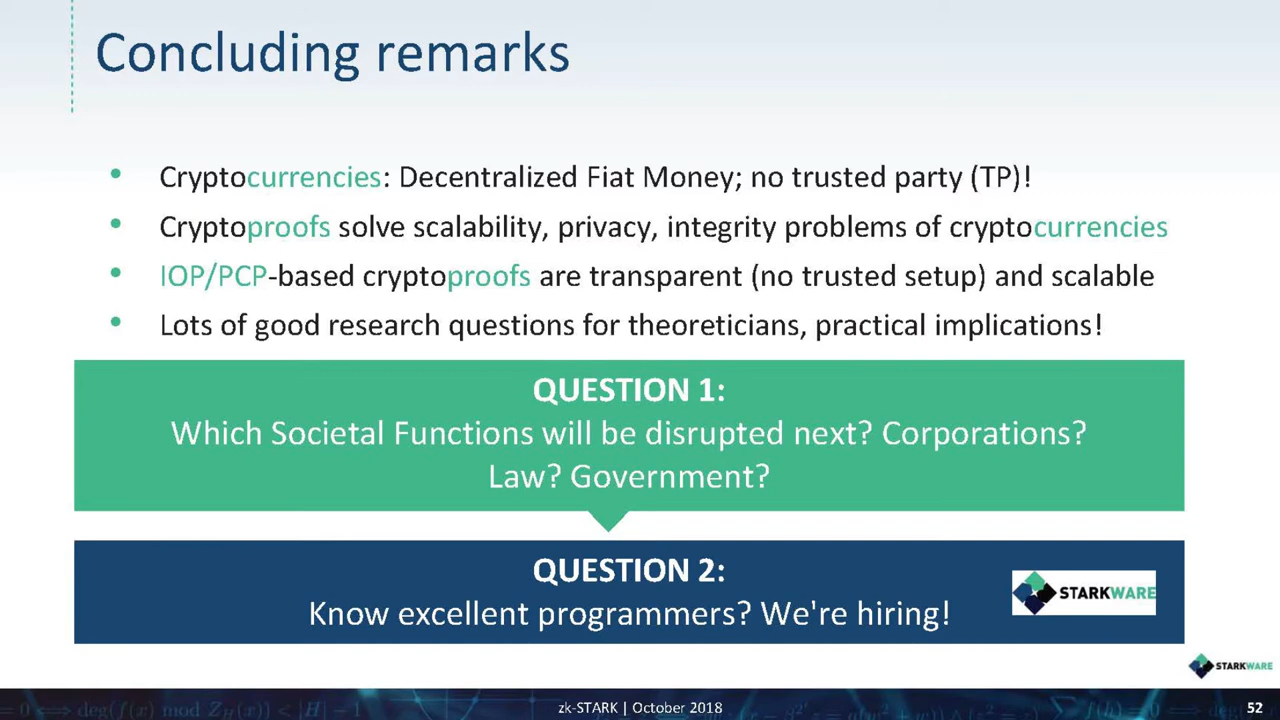 Concluding remarks
• Cryptocurrencies: Decentralized Fiat Money; no trusted party (TP)!
• Cryptoproofs solve scalability, privacy, integrity problems of cryptocurrencies
• IOP/PCP-based cryptoproofs are transparent (no trusted setup) and scalable
• Lots of good research questions for theoreticians, practical implications!
QUESTION 1:
Which Societal Functions will be disrupted next? Corporations?
Law? Government?
QUESTION 2:
Know excellent programmers? We're hiring!
STARKWARE
STARKWARE
zk-STARK | October 2018
52